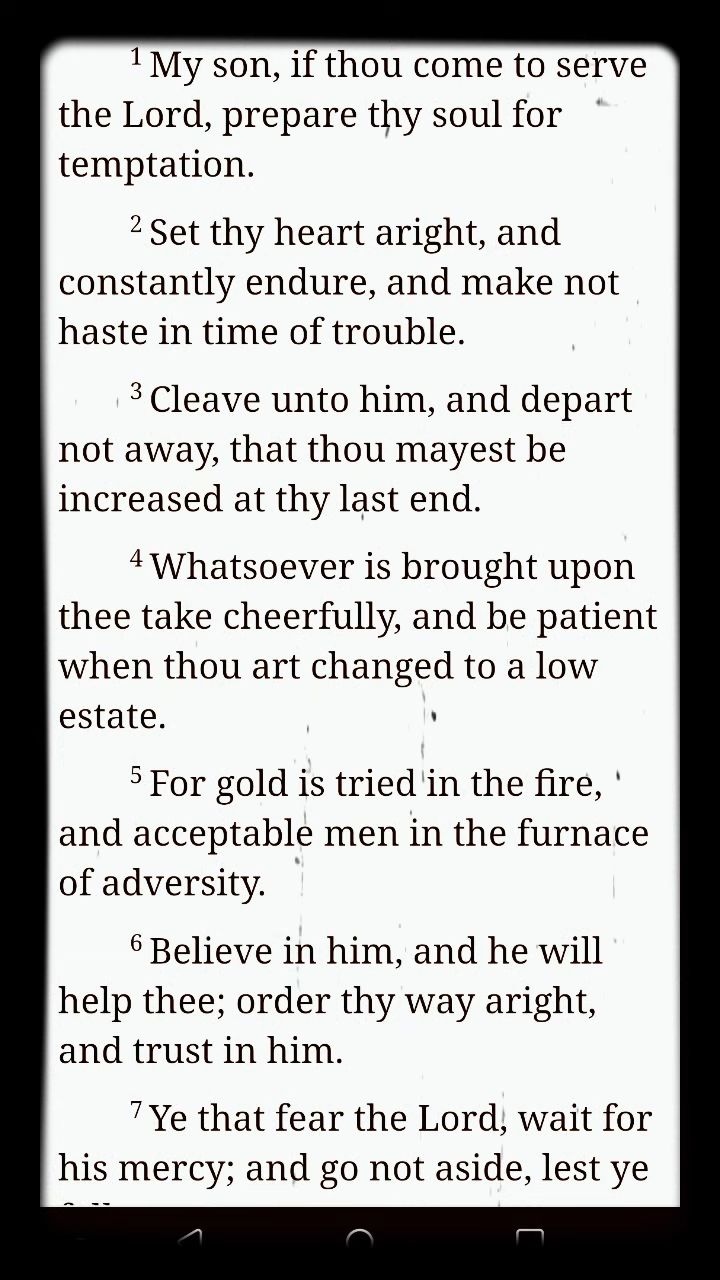 1 My son, if thou come to serve
the Lord, prepare thy soul for
temptation.
2 Set thy heart aright, and
constantly endure, and make not
haste in time of trouble.
3 Cleave unto him, and depart
not away, that thou mayest be
increased at thy last end.
4 Whatsoever is brought upon
thee take cheerfully, and be patient
when thou art changed to a low
estate.
5 For gold is tried in the fire,
and acceptable men in the furnace
of adversity.
6 Believe in him, and he will
help thee; order thy way aright,
and trust in him.
7 Ye that fear the Lord, wait for
his mercy; and go not aside, lest ye